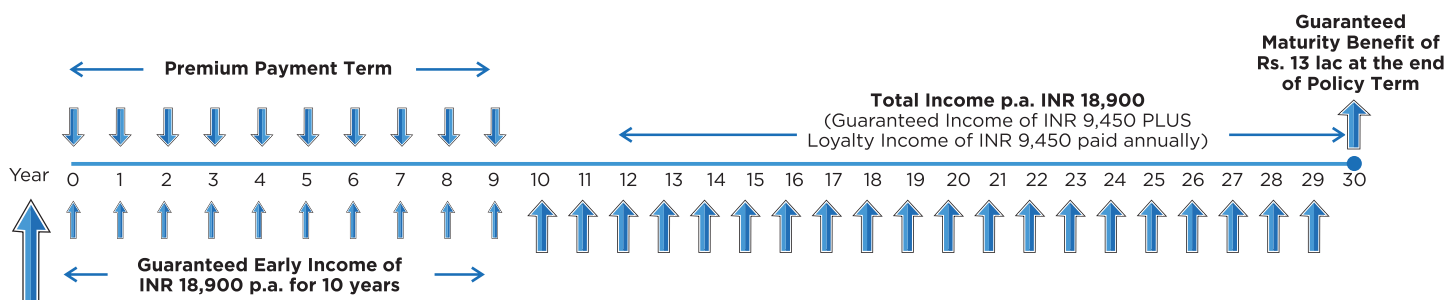 Guaranteed
Maturity Benefit of
Rs. 13 lac at the end
of Policy Term
Premium Payment Term
Total Income p.a. INR 18,900
(Guaranteed Income of INR 9,450 PLUS
Loyalty Income of INR 9,450 paid annually)
Year 0 1 2 3 4 5 6 7 8 9 10 11 12 13 14 15 16 17 18 19 20 21 22 23 24 25 26 27 28 29 30
Guaranteed Early Income of
INR 18,900 p.a. for 10 years